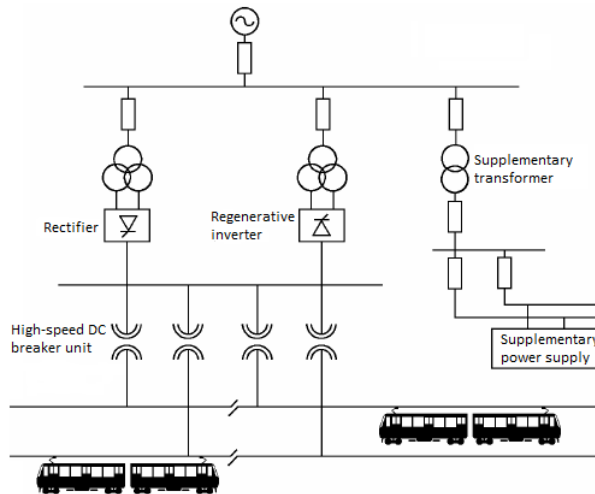 Supplementary
transformer
Rectifier
Regenerative
inverter
High-speed DC
breaker unit
Supplementary
power supply